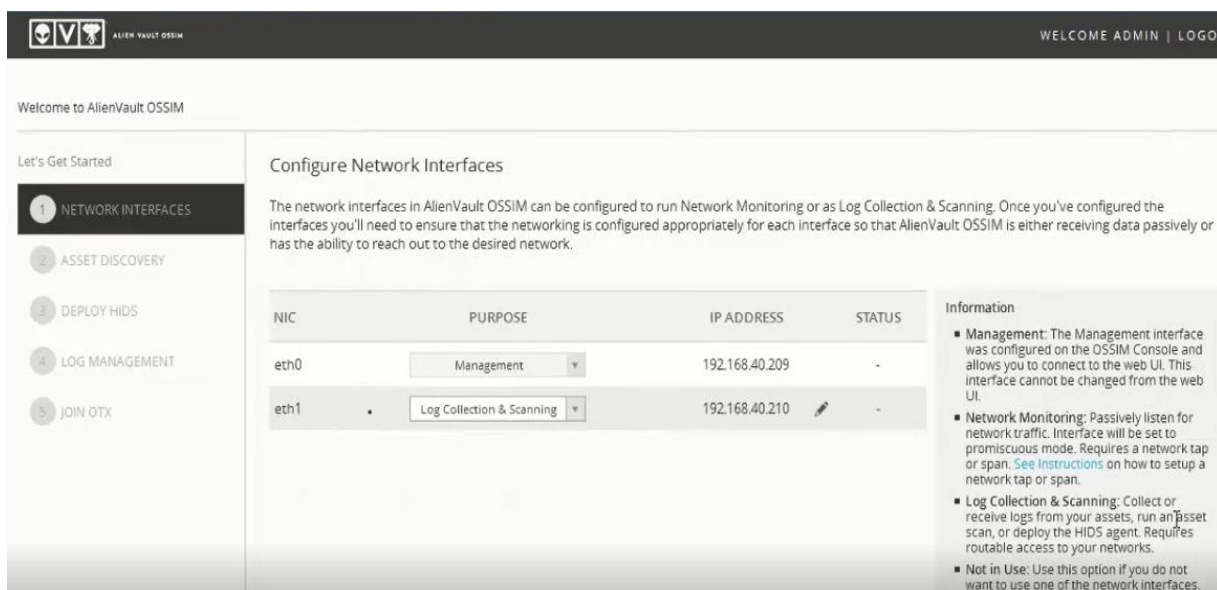 ALIEN VAULT OSSIM
WELCOME ADMIN | LOGO
Welcome to AlienVault OSSIM
Let's Get Started
1 NETWORK INTERFACES
2 ASSET DISCOVERY
3 DEPLOY HIDS
4 LOG MANAGEMENT
5 JOIN OTX
Configure Network Interfaces
The network interfaces in AlienVault OSSIM can be configured to run Network Monitoring or as Log Collection & Scanning. Once you've configured the
interfaces you'll need to ensure that the networking is configured appropriately for each interface so that AlienVault OSSIM is either receiving data passively or
has the ability to reach out to the desired network.
NIC PURPOSE IP ADDRESS STATUS
eth0 Management 192.168.40.209 -
eth1 Log Collection & Scanning 192.168.40.210 -
Information
▪ Management: The Management interface
was configured on the OSSIM Console and
allows you to connect to the web UI. This
interface cannot be changed from the web
UI.
▪ Network Monitoring: Passively listen for
network traffic. Interface will be set to
promiscuous mode. Requires a network tap
or span. See Instructions on how to setup a
network tap or span.
▪ Log Collection & Scanning: Collect or
receive logs from your assets, run an asset
scan, or deploy the HIDS agent. Requires
routable access to your networks.
▪ Not in Use: Use this option if you do not
want to use one of the network interfaces.